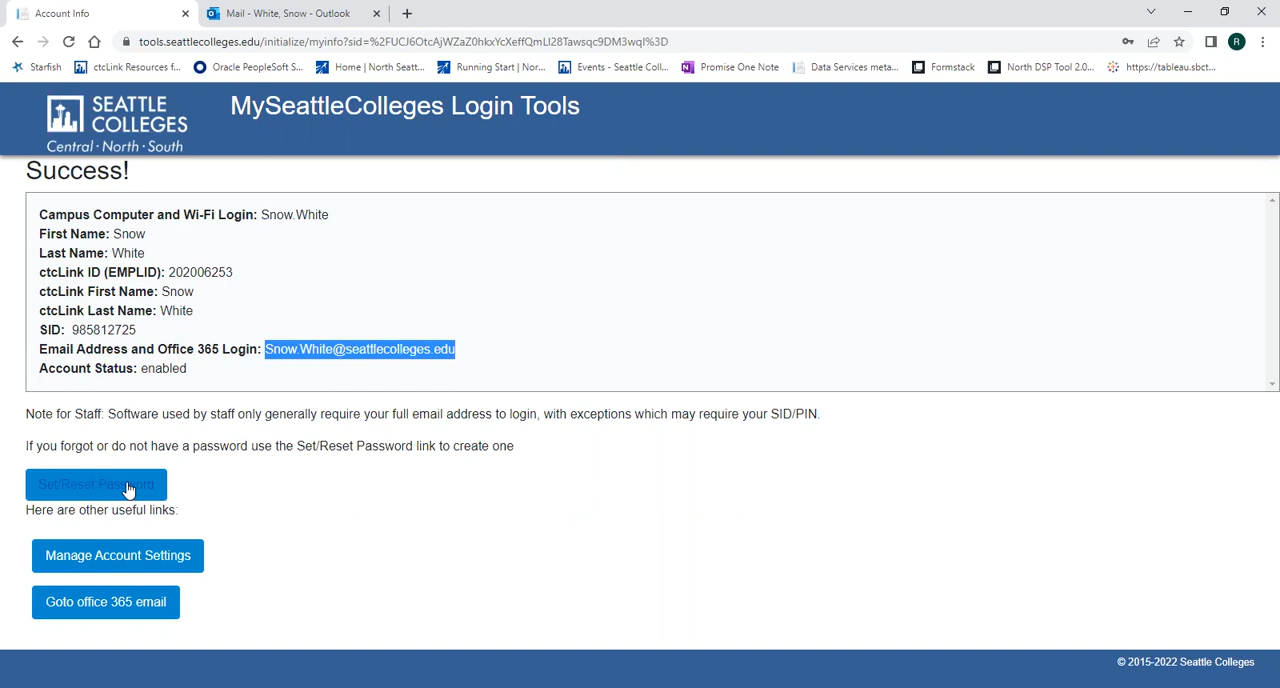 Account Info
Mail - White, Snow - Outlook
tools.seattlecolleges.edu/initialize/myinfo?sid=%2FUCJ6OtcAjWZaZ0hkxYcXeffQmLI28Tawsqc9DM3wqI%3D
R
Starfish
ctcLink Resources f...
Oracle PeopleSoft S...
Home | North Seatt...
Running Start | Nor...
Events - Seattle Coll...
Promise One Note
Data Services meta...
Formstack
North DSP Tool 2.0...
https://tableau.sbct...
SEATTLE COLLEGES
Central · North · South
MySeattleColleges Login Tools
Success!
Campus Computer and Wi-Fi Login: Snow.White
First Name: Snow
Last Name: White
ctcLink ID (EMPLID): 202006253
ctcLink First Name: Snow
ctcLink Last Name: White
SID: 985812725
Email Address and Office 365 Login: Snow.White@seattlecolleges.edu
Account Status: enabled
Note for Staff: Software used by staff only generally require your full email address to login, with exceptions which may require your SID/PIN.
If you forgot or do not have a password use the Set/Reset Password link to create one
Set/Reset Password
Here are other useful links:
Manage Account Settings
Goto office 365 email
© 2015-2022 Seattle Colleges